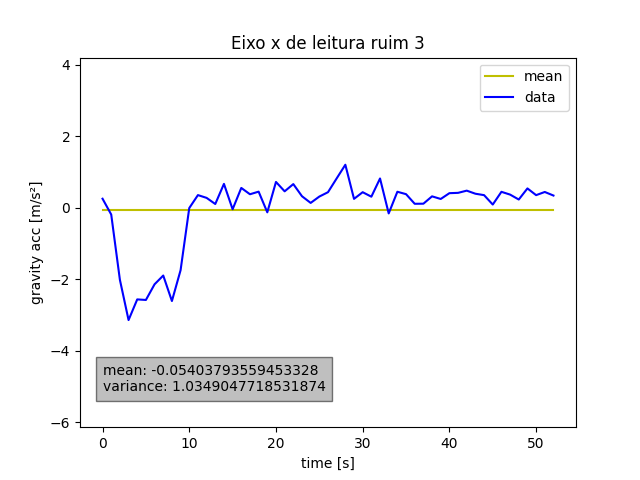 Eixo x de leitura ruim 3
gravity acc [m/s²]
4
2
0
−2
−4
−6
mean
data
mean: -0.05403793559453328
variance: 1.0349047718531874
0 10 20 30 40 50
time [s]